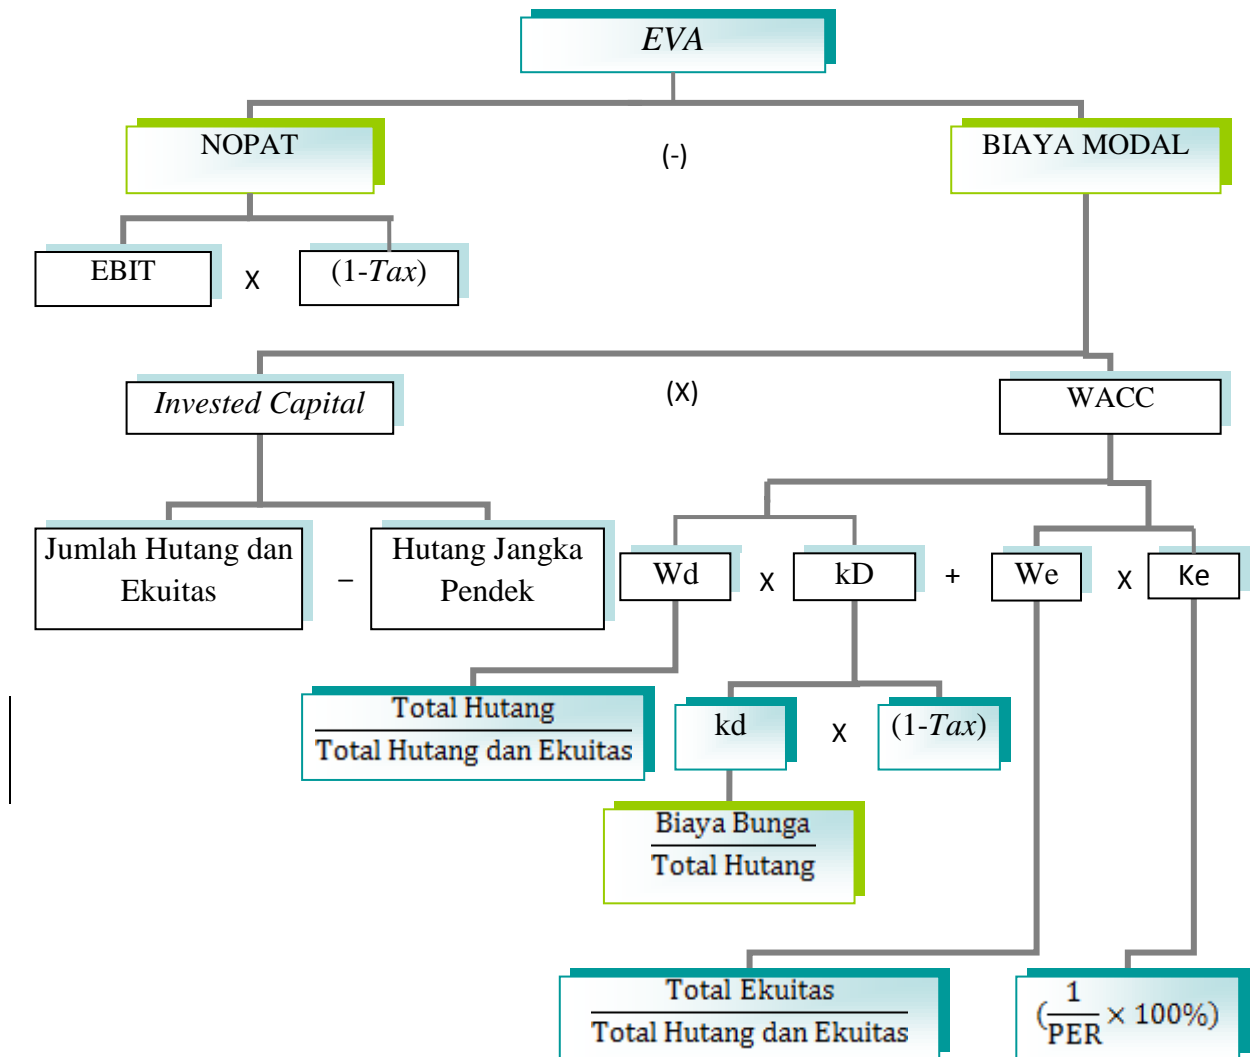 EVA
NOPAT
(-)
BIAYA MODAL
EBIT
X
(1-Tax)
Invested Capital
(X)
WACC
Jumlah Hutang dan
Ekuitas
–
Hutang Jangka
Pendek
Wd
X
kD
+
We
X
Ke
Total Hutang
Total Hutang dan Ekuitas
kd
X
(1-Tax)
Biaya Bunga
Total Hutang
Total Ekuitas
Total Hutang dan Ekuitas
(1/PER × 100%)